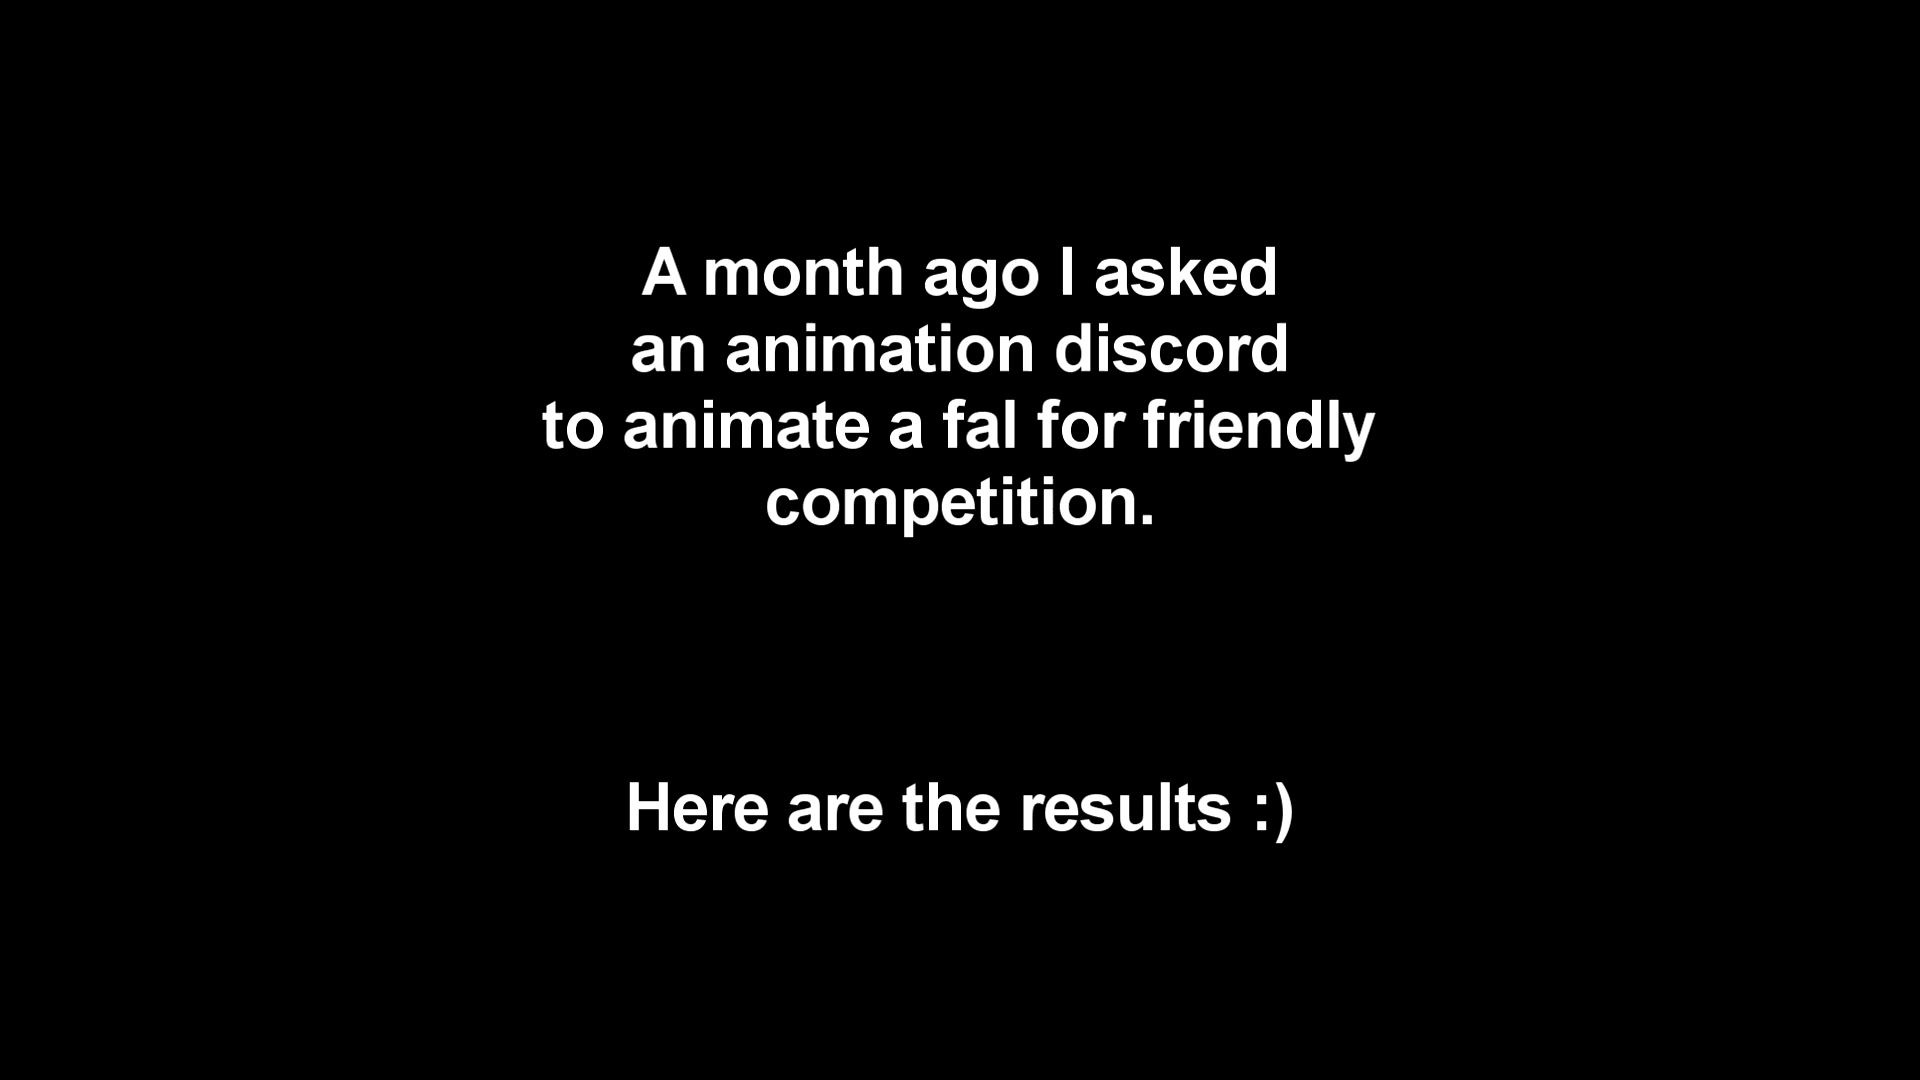 A month ago I asked
an animation discord
to animate a fal for friendly
competition.
Here are the results :)